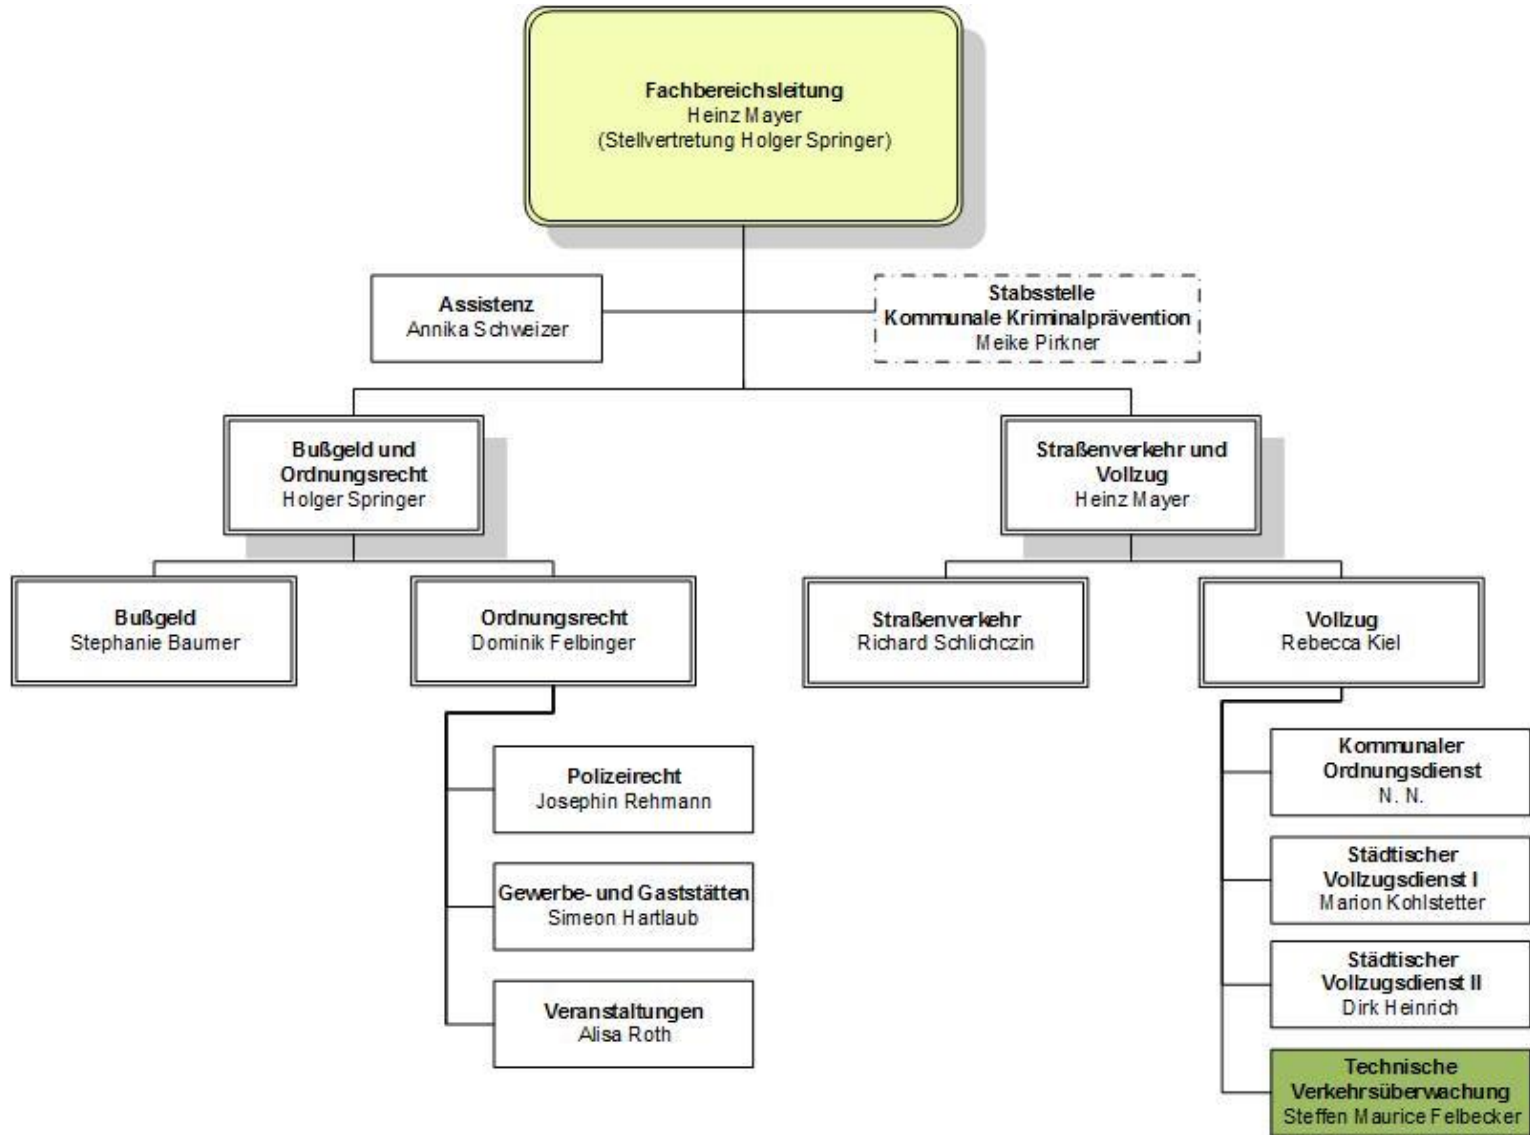 Fachbereichsleitung
Heinz Mayer
(Stellvertretung Holger Springer)
Assistenz
Annika Schweizer
Stabsstelle
Kommunale Kriminalprävention
Meike Pirkner
Bußgeld und
Ordnungsrecht
Holger Springer
Straßenverkehr und
Vollzug
Heinz Mayer
Bußgeld
Stephanie Baumer
Ordnungsrecht
Dominik Felbinger
Straßenverkehr
Richard Schlichczin
Vollzug
Rebecca Kiel
Polizeirecht
Josephin Rehmann
Gewerbe- und Gaststätten
Simeon Hartlaub
Veranstaltungen
Alisa Roth
Kommunaler
Ordnungsdienst
N. N.
Städtischer
Vollzugsdienst I
Marion Kohlstetter
Städtischer
Vollzugsdienst II
Dirk Heinrich
Technische
Verkehrsüberwachung
Steffen Maurice Felbecker